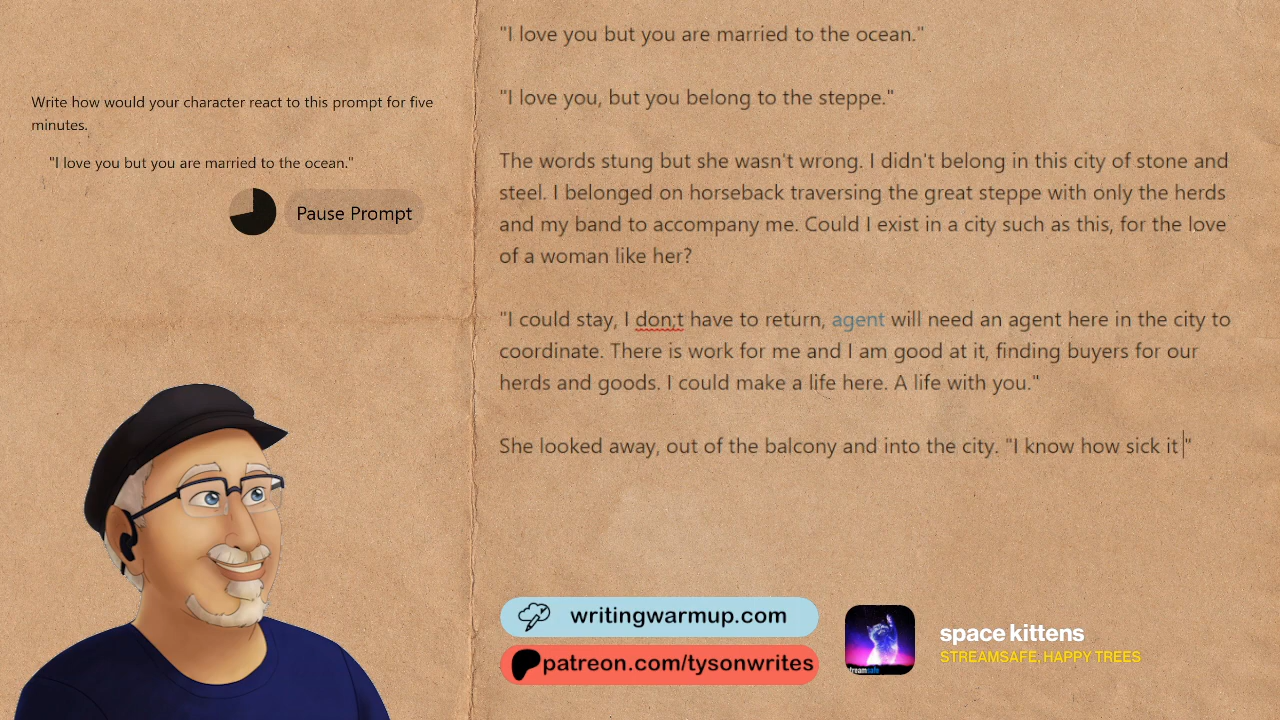 Write how would your character react to this prompt for five
minutes.
"I love you but you are married to the ocean."
Pause Prompt
"I love you but you are married to the ocean."
"I love you, but you belong to the steppe."
The words stung but she wasn't wrong. I didn't belong in this city of stone and
steel. I belonged on horseback traversing the great steppe with only the herds
and my band to accompany me. Could I exist in a city such as this, for the love
of a woman like her?
"I could stay, I don;t have to return, agent will need an agent here in the city to
coordinate. There is work for me and I am good at it, finding buyers for our
herds and goods. I could make a life here. A life with you."
She looked away, out of the balcony and into the city. "I know how sick it "
writingwarmup.com
patreon.com/tysonwrites
streamsafe
space kittens
STREAMSAFE, HAPPY TREES